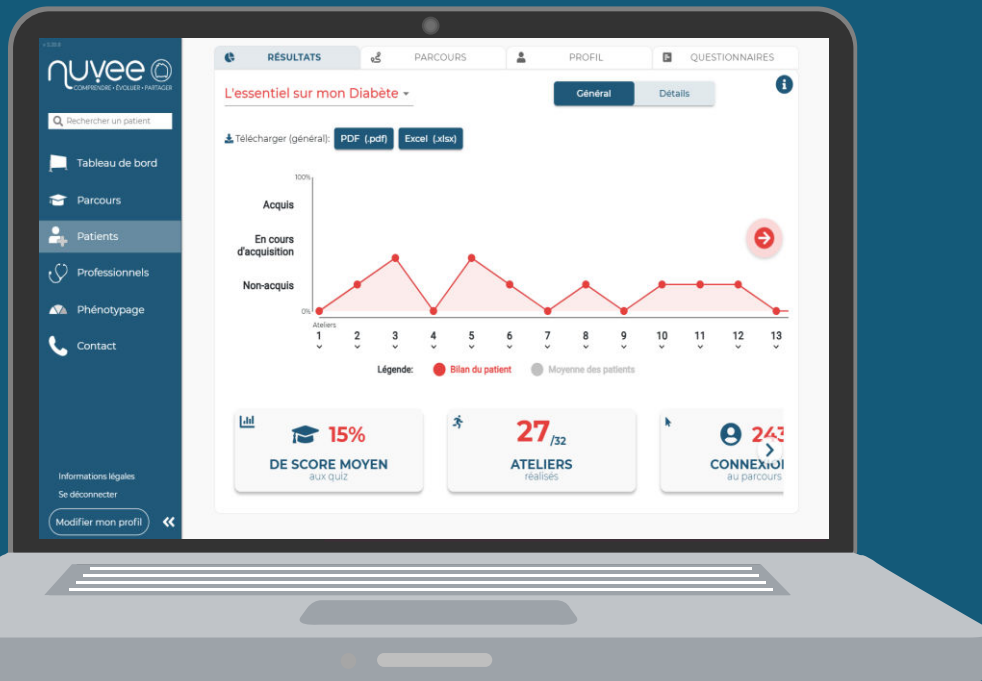 nuvee
COMPRENDRE • ÉVOLUER • PARTAGER
Rechercher un patient
Tableau de bord
Parcours
Patients
Professionnels
Phénotypage
Contact
Informations légales
Se déconnecter
Modifier mon profil
RÉSULTATS PARCOURS PROFIL QUESTIONNAIRES
L'essentiel sur mon Diabète
Général Détails
Télécharger (général): PDF (.pdf) Excel (.xlsx)
100%
Acquis
En cours
d'acquisition
Non-acquis
0%
Ateliers
1 2 3 4 5 6 7 8 9 10 11 12 13
Légende: Bilan du patient Moyenne des patients
15%
DE SCORE MOYEN
aux quiz
27/32
ATELIERS
réalisés
243
CONNEXIO
au parcours